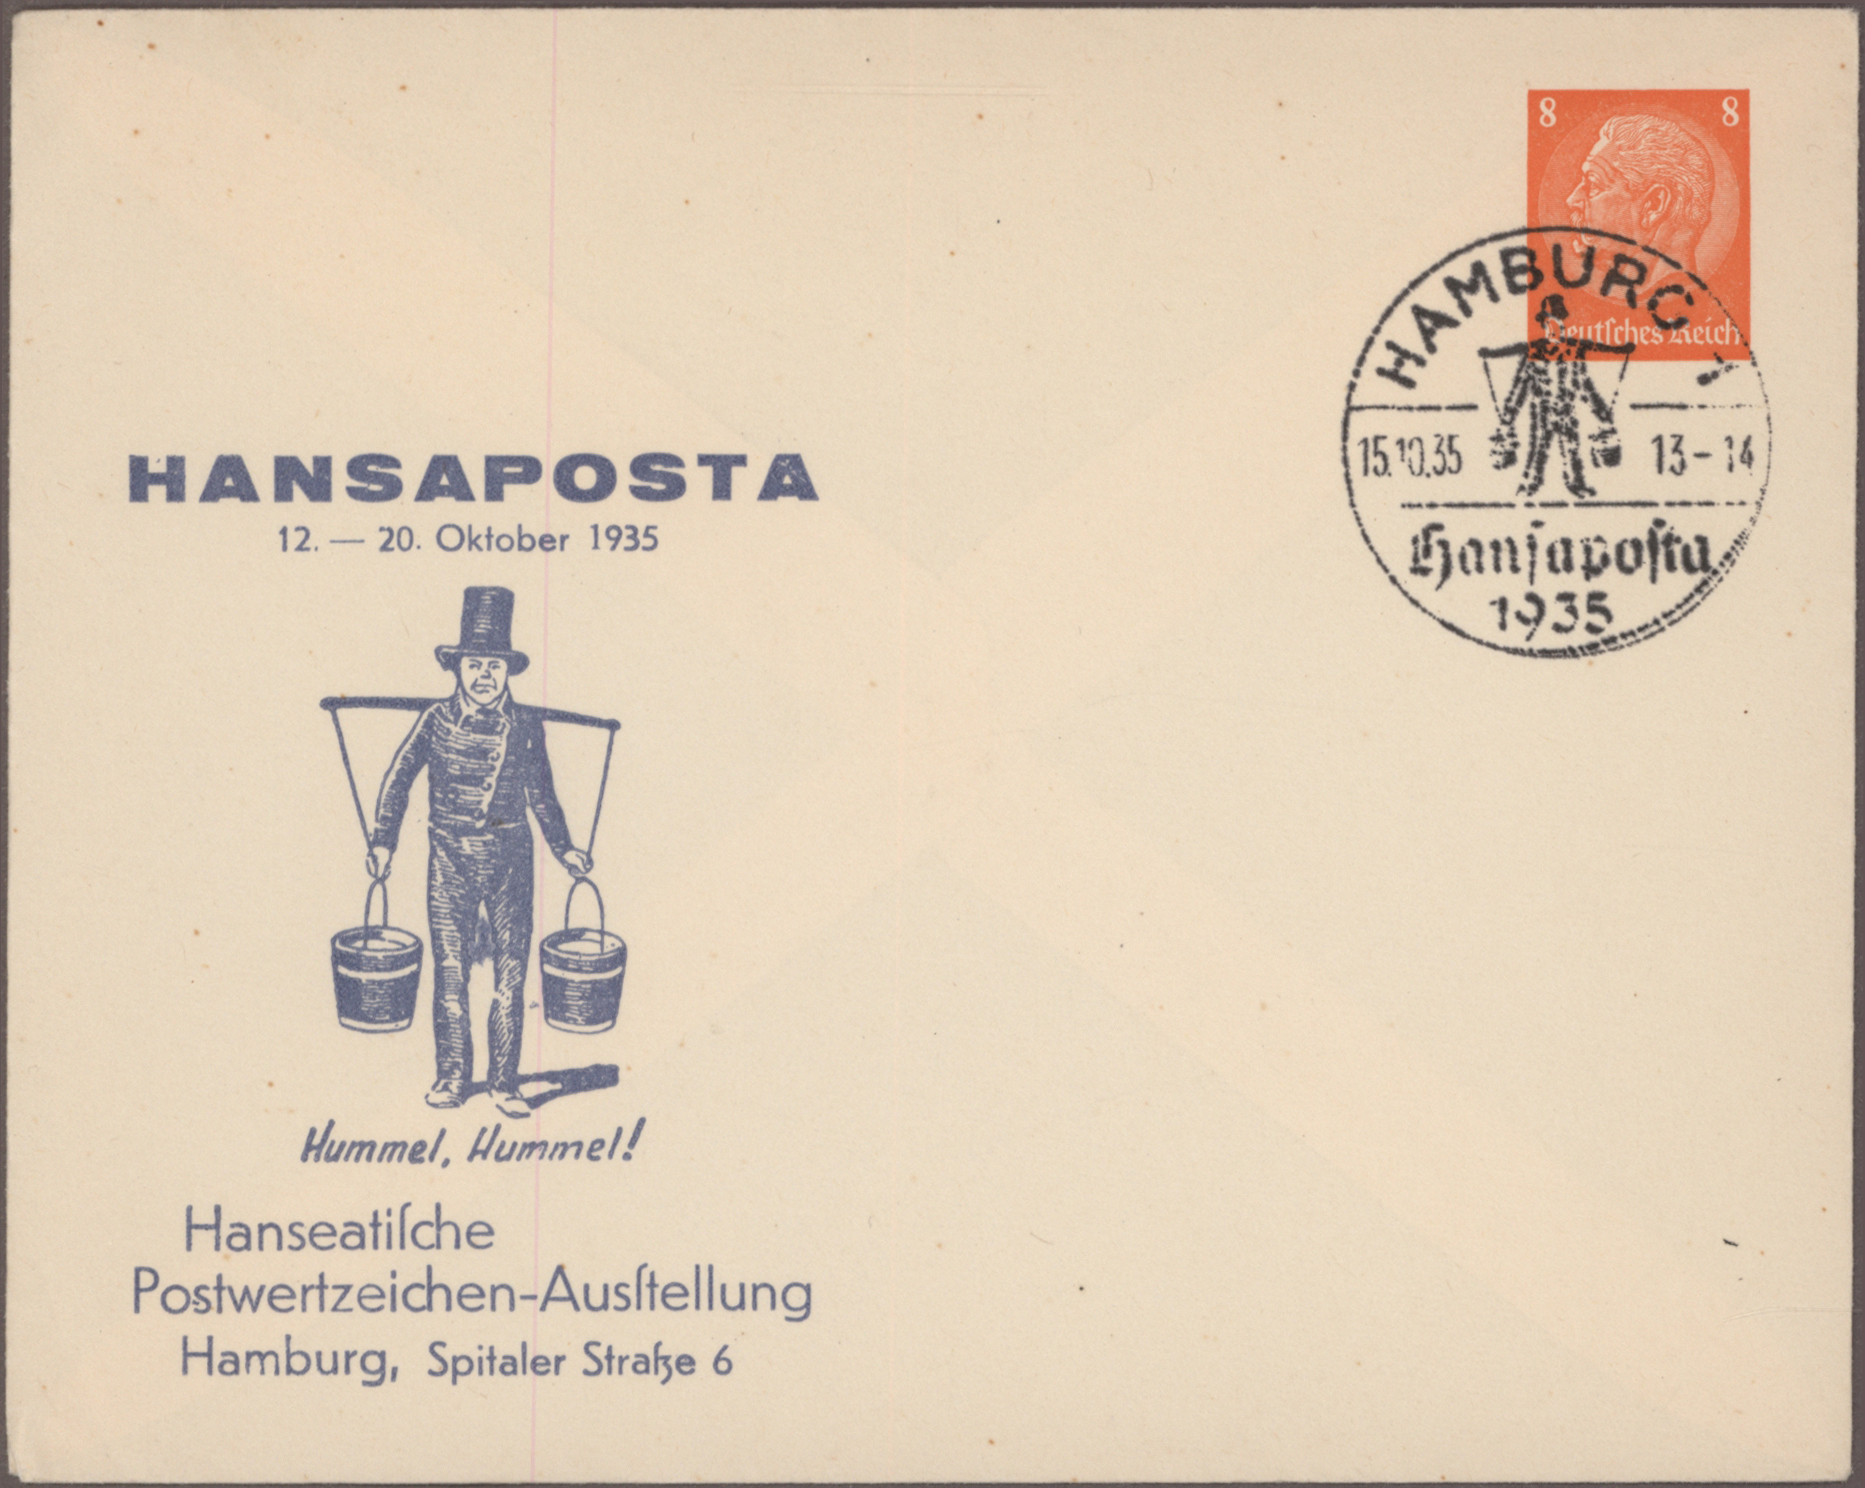 8 8
Deutſches Reich
HAMBURG 1
15.10.35 13-14
Hanſapoſta
1935
HANSAPOSTA
12. — 20. Oktober 1935
Hummel, Hummel!
Hanseatiſche
Postwertzeichen-Ausſtellung
Hamburg, Spitaler Straße 6